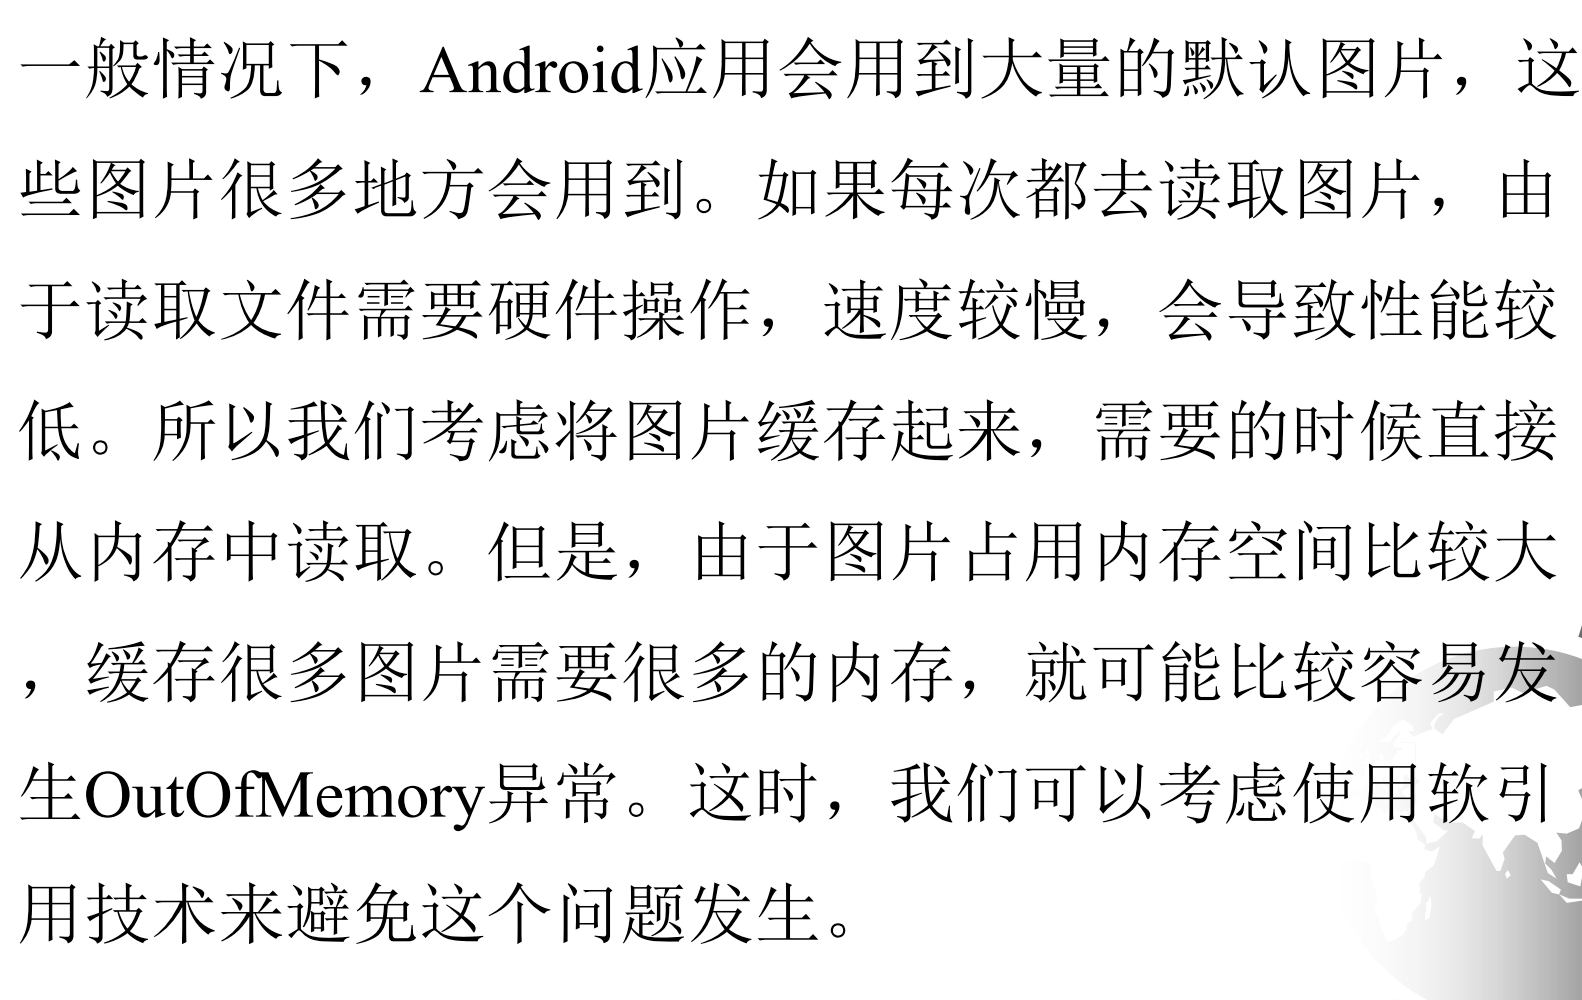 一般情况下，Android应用会用到大量的默认图片，这
些图片很多地方会用到。如果每次都去读取图片，由
于读取文件需要硬件操作，速度较慢，会导致性能较
低。所以我们考虑将图片缓存起来，需要的时候直接
从内存中读取。但是，由于图片占用内存空间比较大
，缓存很多图片需要很多的内存，就可能比较容易发
生OutOfMemory异常。这时，我们可以考虑使用软引
用技术来避免这个问题发生。